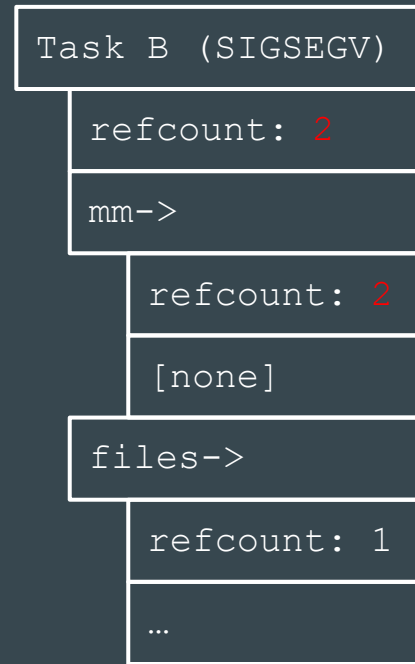 Task B (SIGSEGV)
refcount: 2
mm->
refcount: 2
[none]
files->
refcount: 1
…